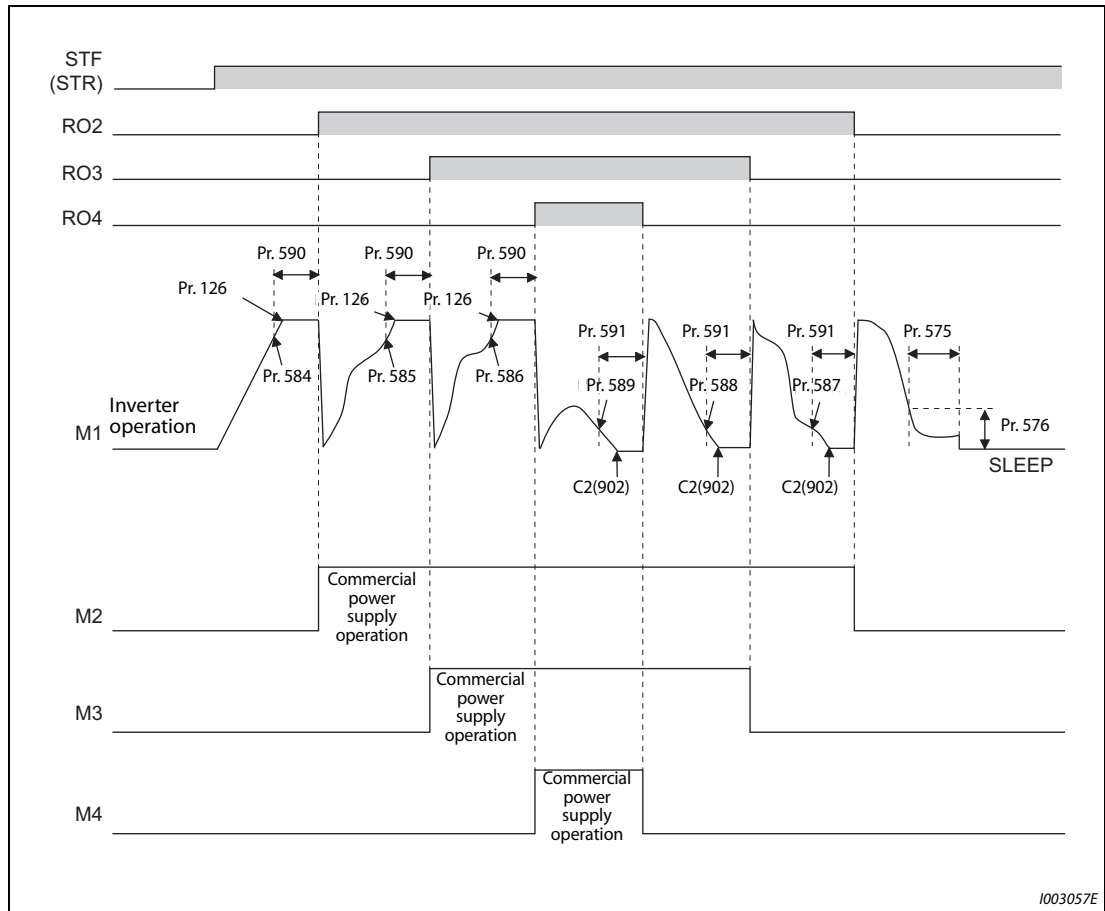 STF
(STR)
RO2
RO3
RO4
Pr. 590
Pr. 590
Pr. 590
Pr. 126
Pr. 126
Pr. 126
Pr. 591
Pr. 591
Pr. 591
Pr. 575
Pr. 584
Pr. 585
Pr. 586
Pr. 589
Pr. 588
Pr. 587
Pr. 576
Inverter
operation
M1
SLEEP
C2(902)
C2(902)
C2(902)
M2
Commercial
power
supply
operation
M3
Commercial
power
supply
operation
M4
Commercial
power
supply
operation
I003057E